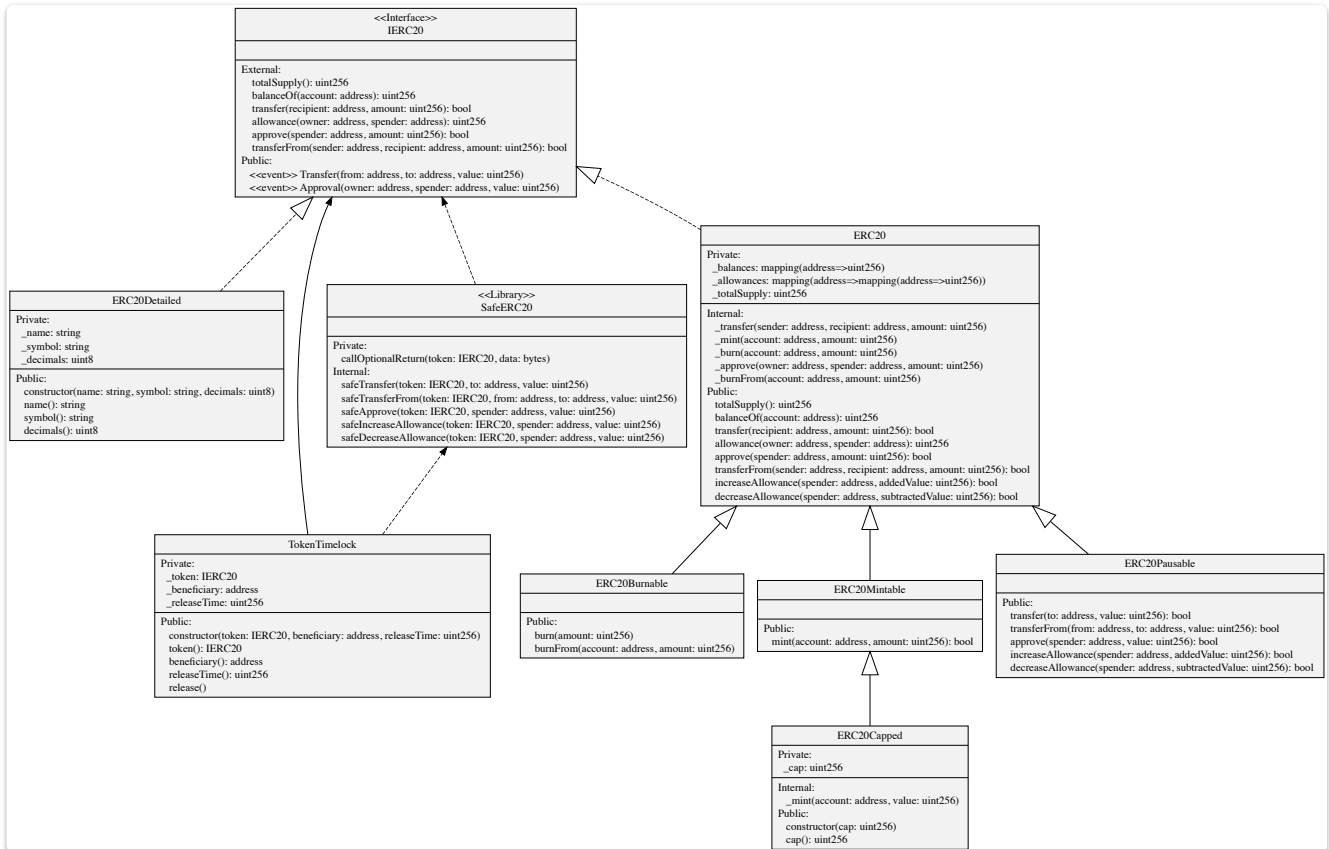 <<Interface>>
IERC20
External:
totalSupply(): uint256
balanceOf(account: address): uint256
transfer(recipient: address, amount: uint256): bool
allowance(owner: address, spender: address): uint256
approve(spender: address, amount: uint256): bool
transferFrom(sender: address, recipient: address, amount: uint256): bool
Public:
<<event>> Transfer(from: address, to: address, value: uint256)
<<event>> Approval(owner: address, spender: address, value: uint256)
ERC20
Private:
_balances: mapping(address=>uint256)
_allowances: mapping(address=>mapping(address=>uint256))
_totalSupply: uint256
Internal:
_transfer(sender: address, recipient: address, amount: uint256)
_mint(account: address, amount: uint256)
_burn(account: address, amount: uint256)
_approve(owner: address, spender: address, amount: uint256)
_burnFrom(account: address, amount: uint256)
Public:
totalSupply(): uint256
balanceOf(account: address): uint256
transfer(recipient: address, amount: uint256): bool
allowance(owner: address, spender: address): uint256
approve(spender: address, amount: uint256): bool
transferFrom(sender: address, recipient: address, amount: uint256): bool
increaseAllowance(spender: address, addedValue: uint256): bool
decreaseAllowance(spender: address, subtractedValue: uint256): bool
ERC20Detailed
Private:
_name: string
_symbol: string
_decimals: uint8
Public:
constructor(name: string, symbol: string, decimals: uint8)
name(): string
symbol(): string
decimals(): uint8
<<Library>>
SafeERC20
Private:
callOptionalReturn(token: IERC20, data: bytes)
Internal:
safeTransfer(token: IERC20, to: address, value: uint256)
safeTransferFrom(token: IERC20, from: address, to: address, value: uint256)
safeApprove(token: IERC20, spender: address, value: uint256)
safeIncreaseAllowance(token: IERC20, spender: address, value: uint256)
safeDecreaseAllowance(token: IERC20, spender: address, value: uint256)
TokenTimelock
Private:
_token: IERC20
_beneficiary: address
_releaseTime: uint256
Public:
constructor(token: IERC20, beneficiary: address, releaseTime: uint256)
token(): IERC20
beneficiary(): address
releaseTime(): uint256
release()
ERC20Burnable
Public:
burn(amount: uint256)
burnFrom(account: address, amount: uint256)
ERC20Mintable
Public:
mint(account: address, amount: uint256): bool
ERC20Pausable
Public:
transfer(to: address, value: uint256): bool
transferFrom(from: address, to: address, value: uint256): bool
approve(spender: address, value: uint256): bool
increaseAllowance(spender: address, addedValue: uint256): bool
decreaseAllowance(spender: address, subtractedValue: uint256): bool
ERC20Capped
Private:
_cap: uint256
Internal:
_mint(account: address, value: uint256)
Public:
constructor(cap: uint256)
cap(): uint256